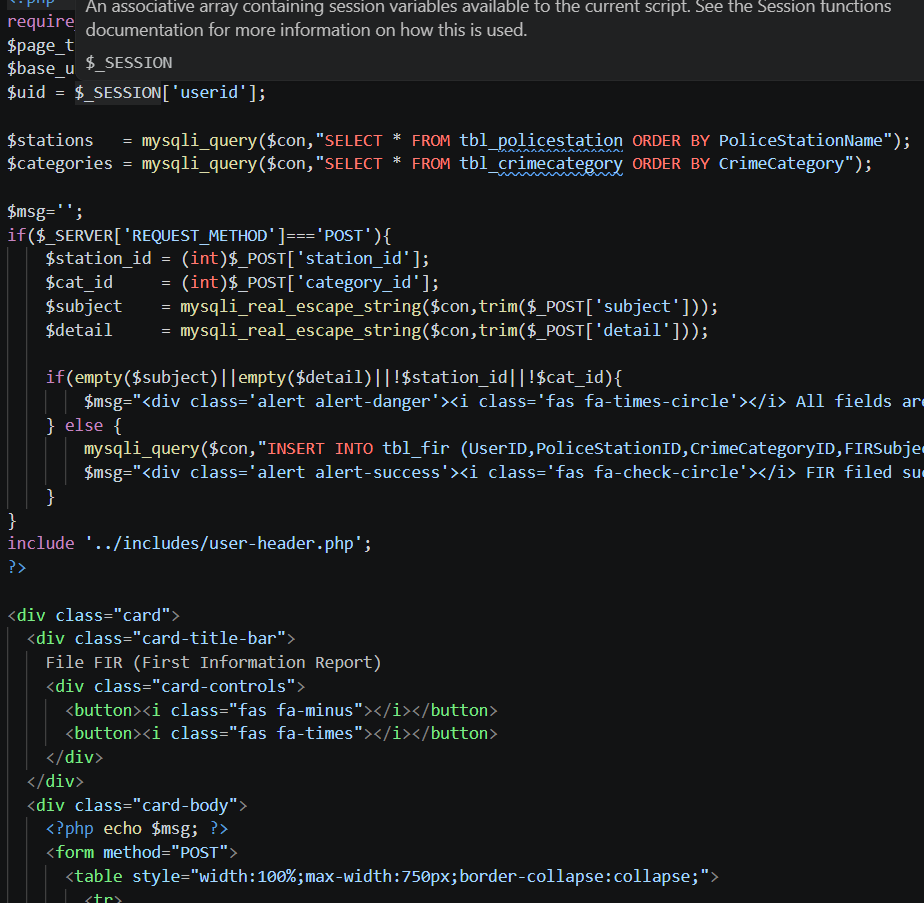 <?php
An associative array containing session variables available to the current script. See the Session functions
require
documentation for more information on how this is used.
$page_t
$base_u
$_SESSION
$uid = $_SESSION['userid'];
$stations   = mysqli_query($con,"SELECT * FROM tbl_policestation ORDER BY PoliceStationName");
$categories = mysqli_query($con,"SELECT * FROM tbl_crimecategory ORDER BY CrimeCategory");
$msg='';
if($_SERVER['REQUEST_METHOD']==='POST'){
    $station_id = (int)$_POST['station_id'];
    $cat_id     = (int)$_POST['category_id'];
    $subject    = mysqli_real_escape_string($con,trim($_POST['subject']));
    $detail     = mysqli_real_escape_string($con,trim($_POST['detail']));
    if(empty($subject)||empty($detail)||!$station_id||!$cat_id){
        $msg="<div class='alert alert-danger'><i class='fas fa-times-circle'></i> All fields are
    } else {
        mysqli_query($con,"INSERT INTO tbl_fir (UserID,PoliceStationID,CrimeCategoryID,FIRSubje
        $msg="<div class='alert alert-success'><i class='fas fa-check-circle'></i> FIR filed su
    }
}
include '../includes/user-header.php';
?>
<div class="card">
  <div class="card-title-bar">
    File FIR (First Information Report)
    <div class="card-controls">
      <button><i class="fas fa-minus"></i></button>
      <button><i class="fas fa-times"></i></button>
    </div>
  </div>
  <div class="card-body">
    <?php echo $msg; ?>
    <form method="POST">
      <table style="width:100%;max-width:750px;border-collapse:collapse;">
        <tr>